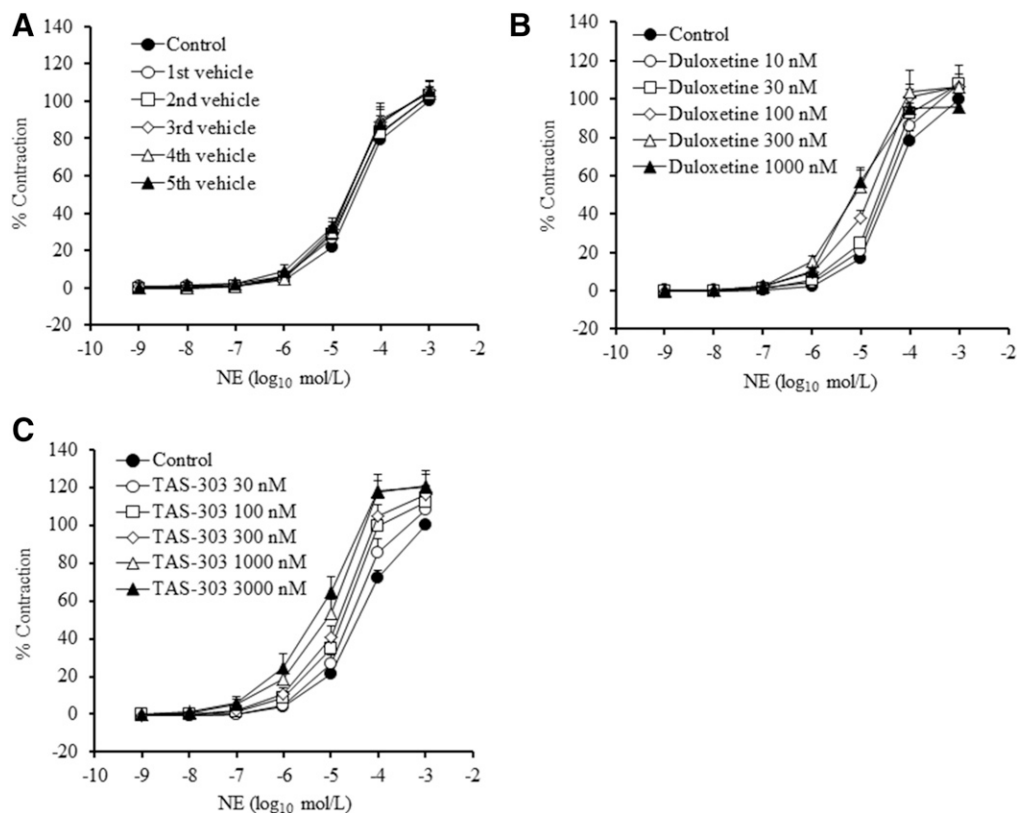 A
140
120
100
80
60
40
20
0
-20
% Contraction
Control
1st vehicle
2nd vehicle
3rd vehicle
4th vehicle
5th vehicle
-10 -9 -8 -7 -6 -5 -4 -3 -2
NE (log₁₀ mol/L)
B
140
120
100
80
60
40
20
0
-20
% Contraction
Control
Duloxetine 10 nM
Duloxetine 30 nM
Duloxetine 100 nM
Duloxetine 300 nM
Duloxetine 1000 nM
-10 -9 -8 -7 -6 -5 -4 -3 -2
NE (log₁₀ mol/L)
C
140
120
100
80
60
40
20
0
-20
% Contraction
Control
TAS-303 30 nM
TAS-303 100 nM
TAS-303 300 nM
TAS-303 1000 nM
TAS-303 3000 nM
-10 -9 -8 -7 -6 -5 -4 -3 -2
NE (log₁₀ mol/L)